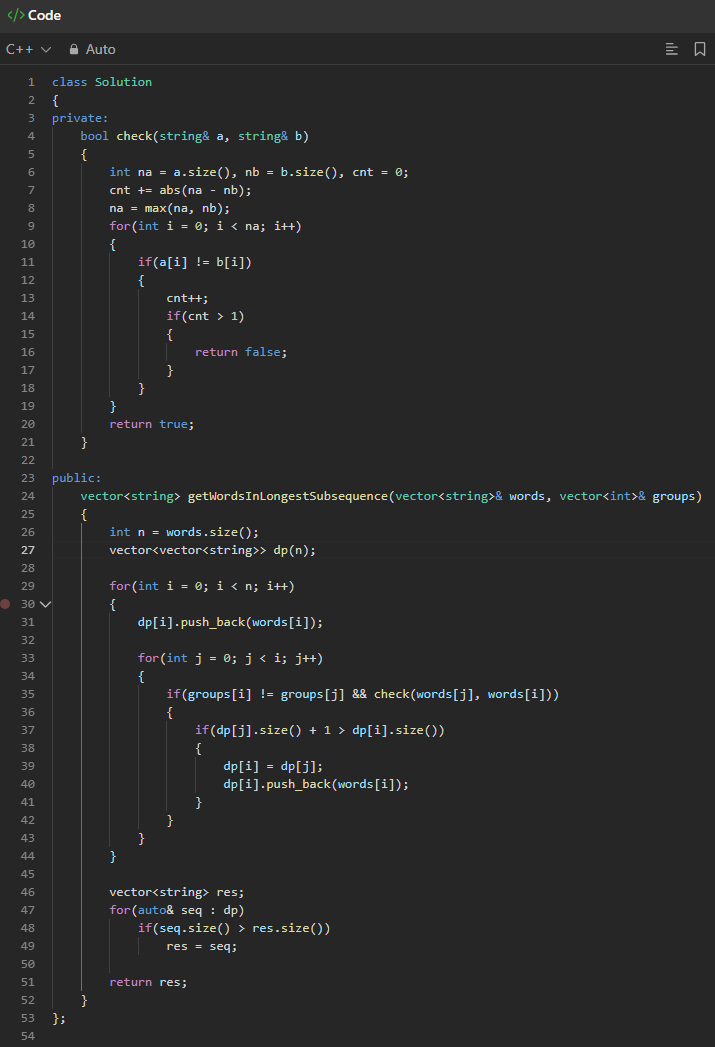 </> Code
C++ Auto
1 class Solution
2 {
3 private:
4     bool check(string& a, string& b)
5     {
6         int na = a.size(), nb = b.size(), cnt = 0;
7         cnt += abs(na - nb);
8         na = max(na, nb);
9         for(int i = 0; i < na; i++)
10         {
11             if(a[i] != b[i])
12             {
13                 cnt++;
14                 if(cnt > 1)
15                 {
16                     return false;
17                 }
18             }
19         }
20         return true;
21     }
22
23 public:
24     vector<string> getWordsInLongestSubsequence(vector<string>& words, vector<int>& groups)
25     {
26         int n = words.size();
27         vector<vector<string>> dp(n);
28
29         for(int i = 0; i < n; i++)
30         {
31             dp[i].push_back(words[i]);
32
33             for(int j = 0; j < i; j++)
34             {
35                 if(groups[i] != groups[j] && check(words[j], words[i]))
36                 {
37                     if(dp[j].size() + 1 > dp[i].size())
38                     {
39                         dp[i] = dp[j];
40                         dp[i].push_back(words[i]);
41                     }
42                 }
43             }
44         }
45
46         vector<string> res;
47         for(auto& seq : dp)
48             if(seq.size() > res.size())
49                 res = seq;
50
51         return res;
52     }
53 };
54